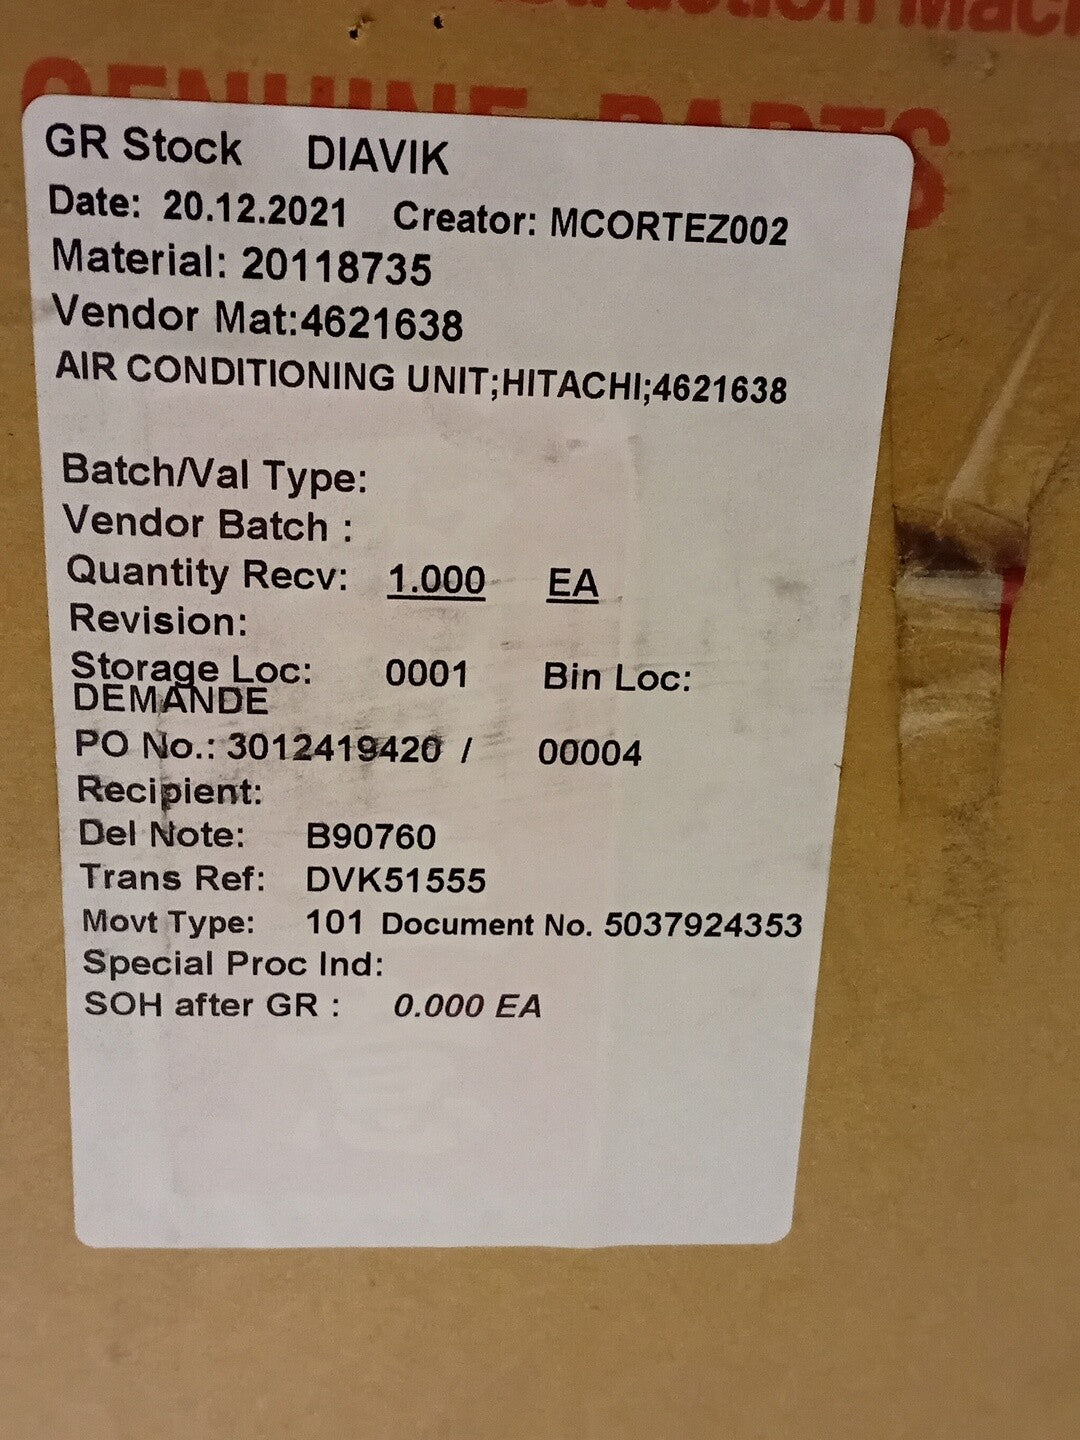 GENUINE PARTS
GR Stock DIAVIK
Date: 20.12.2021 Creator: MCORTEZ002
Material: 20118735
Vendor Mat:4621638
AIR CONDITIONING UNIT;HITACHI;4621638
Batch/Val Type:
Vendor Batch :
Quantity Recv: 1.000 EA
Revision:
Storage Loc: 0001 Bin Loc:
DEMANDE
PO No.: 3012419420 / 00004
Recipient:
Del Note: B90760
Trans Ref: DVK51555
Movt Type: 101 Document No. 5037924353
Special Proc Ind:
SOH after GR : 0.000 EA